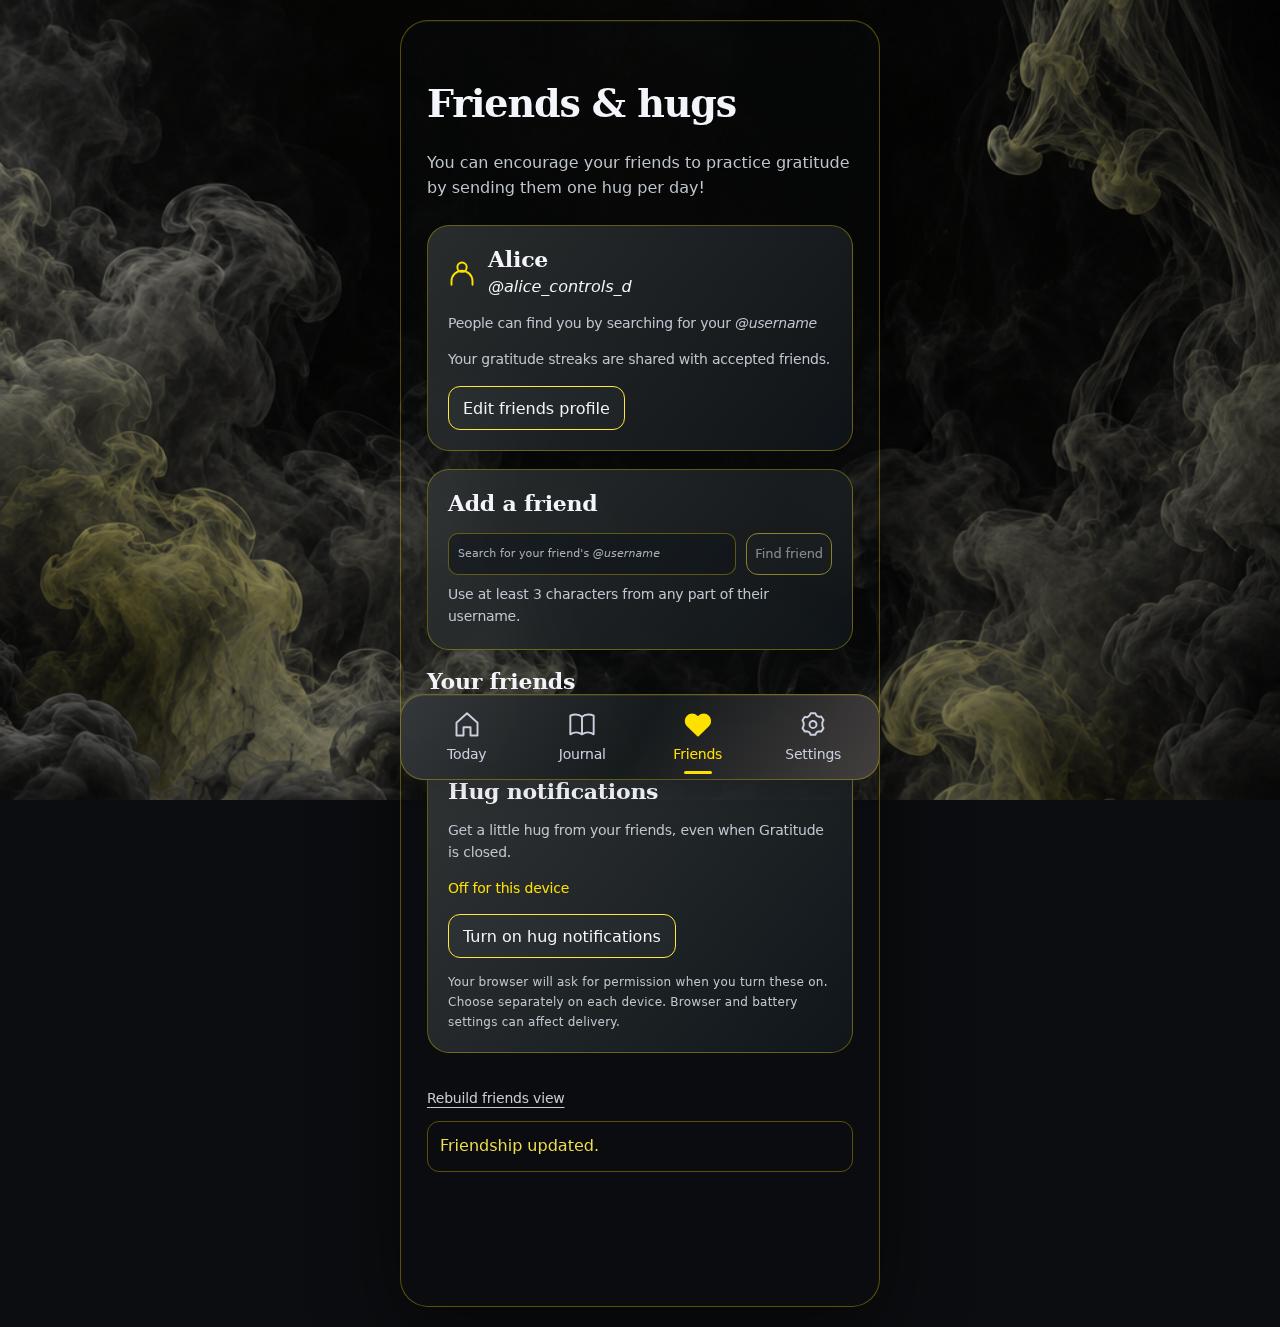 Friends & hugs
You can encourage your friends to practice gratitude
by sending them one hug per day!
Alice
@alice_controls_d
People can find you by searching for your @username
Your gratitude streaks are shared with accepted friends.
Edit friends profile
Add a friend
Search for your friend's @username
Find friend
Use at least 3 characters from any part of their
username.
Your friends
Today
Journal
Friends
Settings
Hug notifications
Get a little hug from your friends, even when Gratitude
is closed.
Off for this device
Turn on hug notifications
Your browser will ask for permission when you turn these on.
Choose separately on each device. Browser and battery
settings can affect delivery.
Rebuild friends view
Friendship updated.